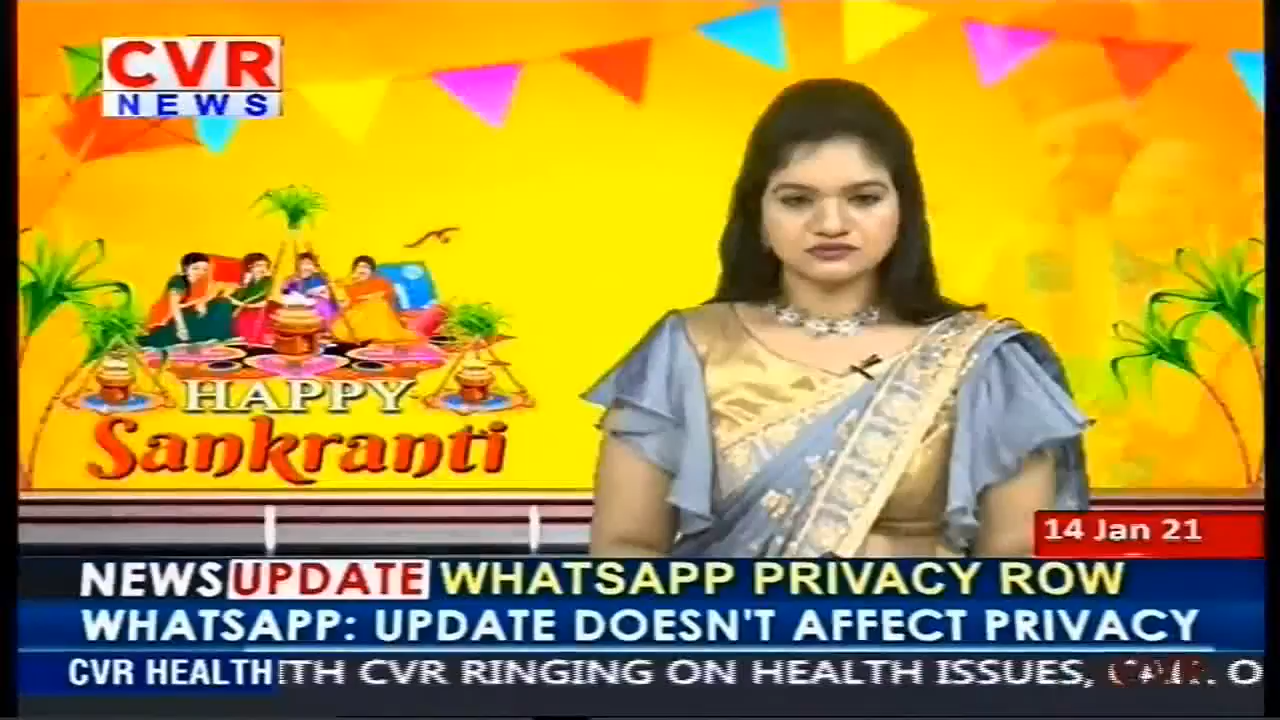 CVR
NEWS
HAPPY
Sankranti
14 Jan 21
NEWS UPDATE WHATSAPP PRIVACY ROW
WHATSAPP: UPDATE DOESN'T AFFECT PRIVACY
CVR HEALTH ITH CVR RINGING ON HEALTH ISSUES,